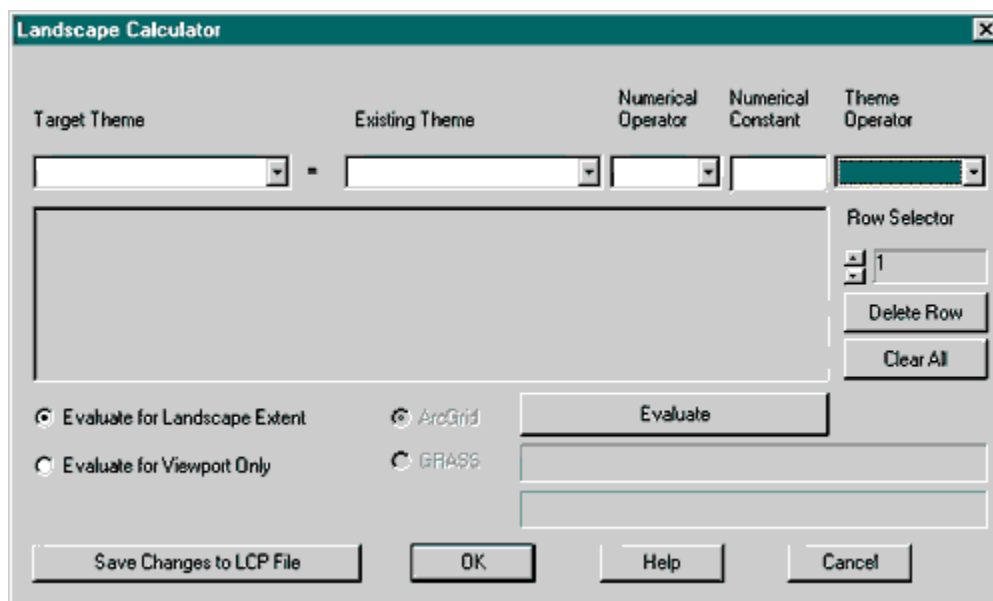 Landscape Calculator
Target Theme
Existing Theme
Numerical Operator
Numerical Constant
Theme Operator
=
Row Selector
1
Delete Row
Clear All
Evaluate for Landscape Extent
ArcGrid
Evaluate
Evaluate for Viewport Only
GRASS
Save Changes to LCP File
OK
Help
Cancel